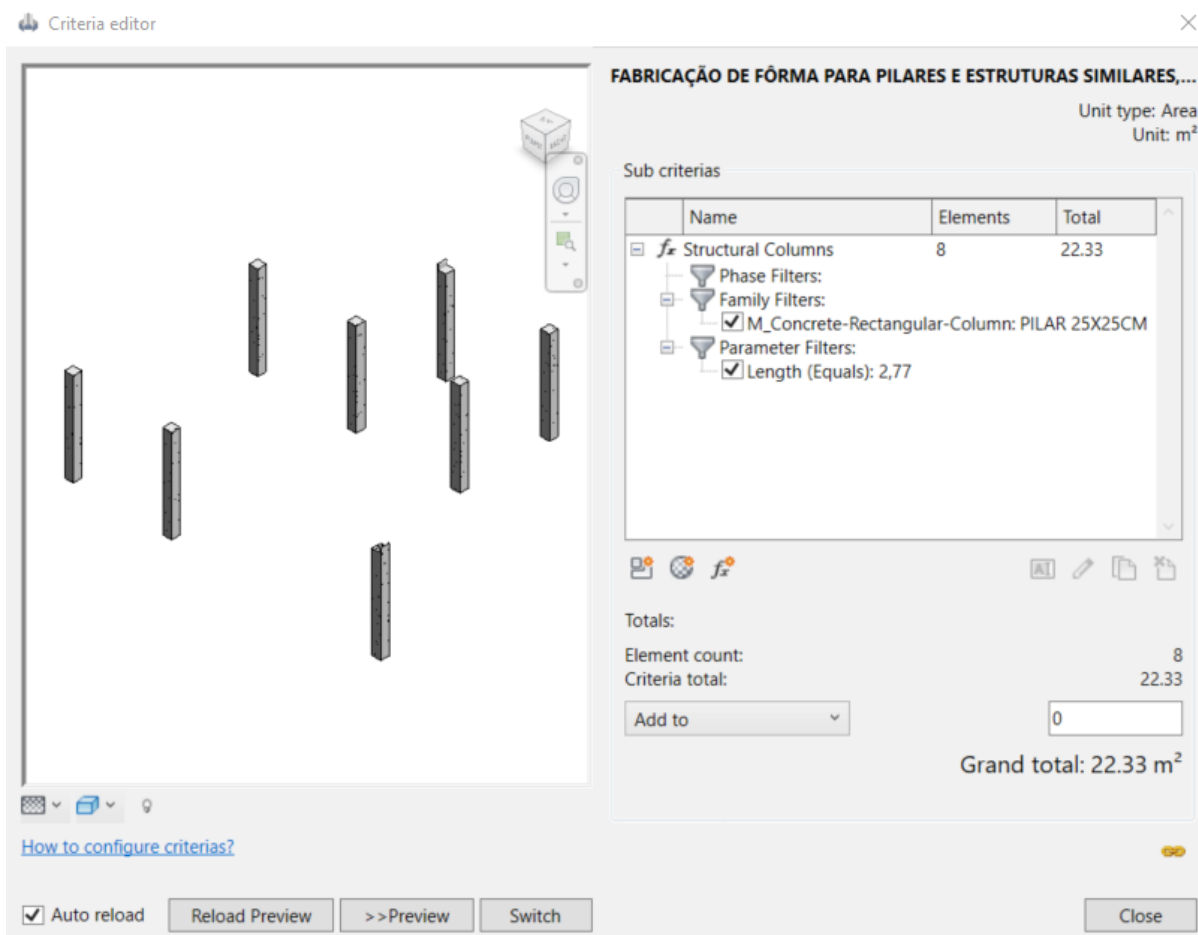 Criteria editor
FABRICAÇÃO DE FÔRMA PARA PILARES E ESTRUTURAS SIMILARES,...
Unit type: Area
Unit: m²
Sub criterias
Name Elements Total
fx Structural Columns 8 22.33
Phase Filters:
Family Filters:
M_Concrete-Rectangular-Column: PILAR 25X25CM
Parameter Filters:
Length (Equals): 2,77
fx
AI
Totals:
Element count: 8
Criteria total: 22.33
Add to 0
Grand total: 22.33 m²
How to configure criterias?
Auto reload Reload Preview >>Preview Switch Close